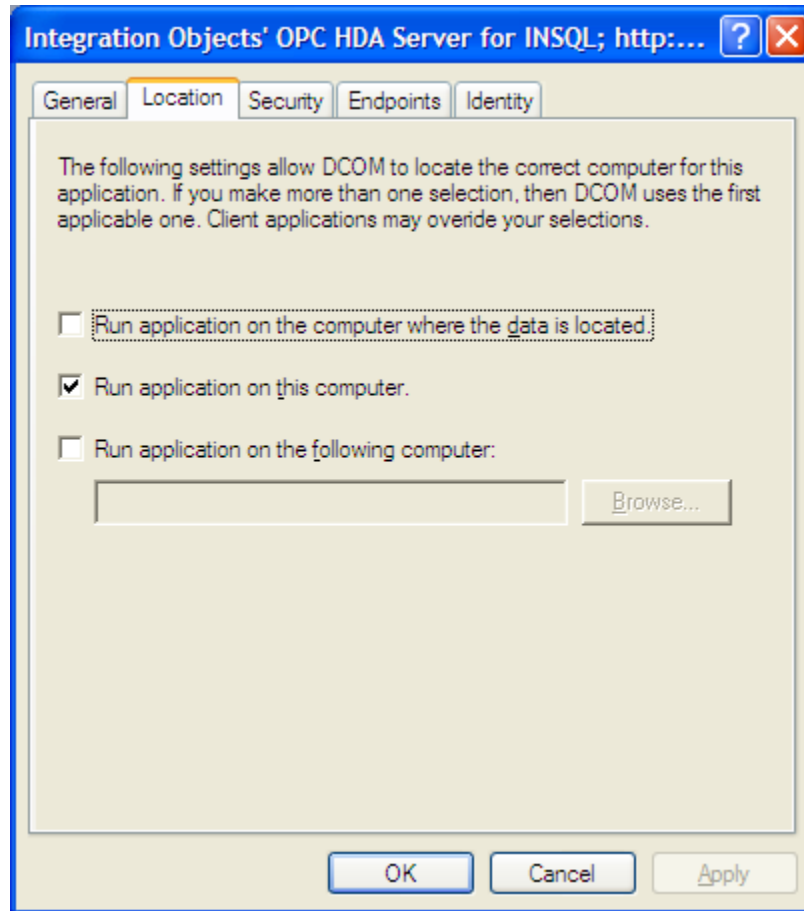 Integration Objects' OPC HDA Server for INSQL; http:...
General Location Security Endpoints Identity
The following settings allow DCOM to locate the correct computer for this
application. If you make more than one selection, then DCOM uses the first
applicable one. Client applications may overide your selections.
Run application on the computer where the data is located.
Run application on this computer.
Run application on the following computer:
Browse...
OK Cancel Apply